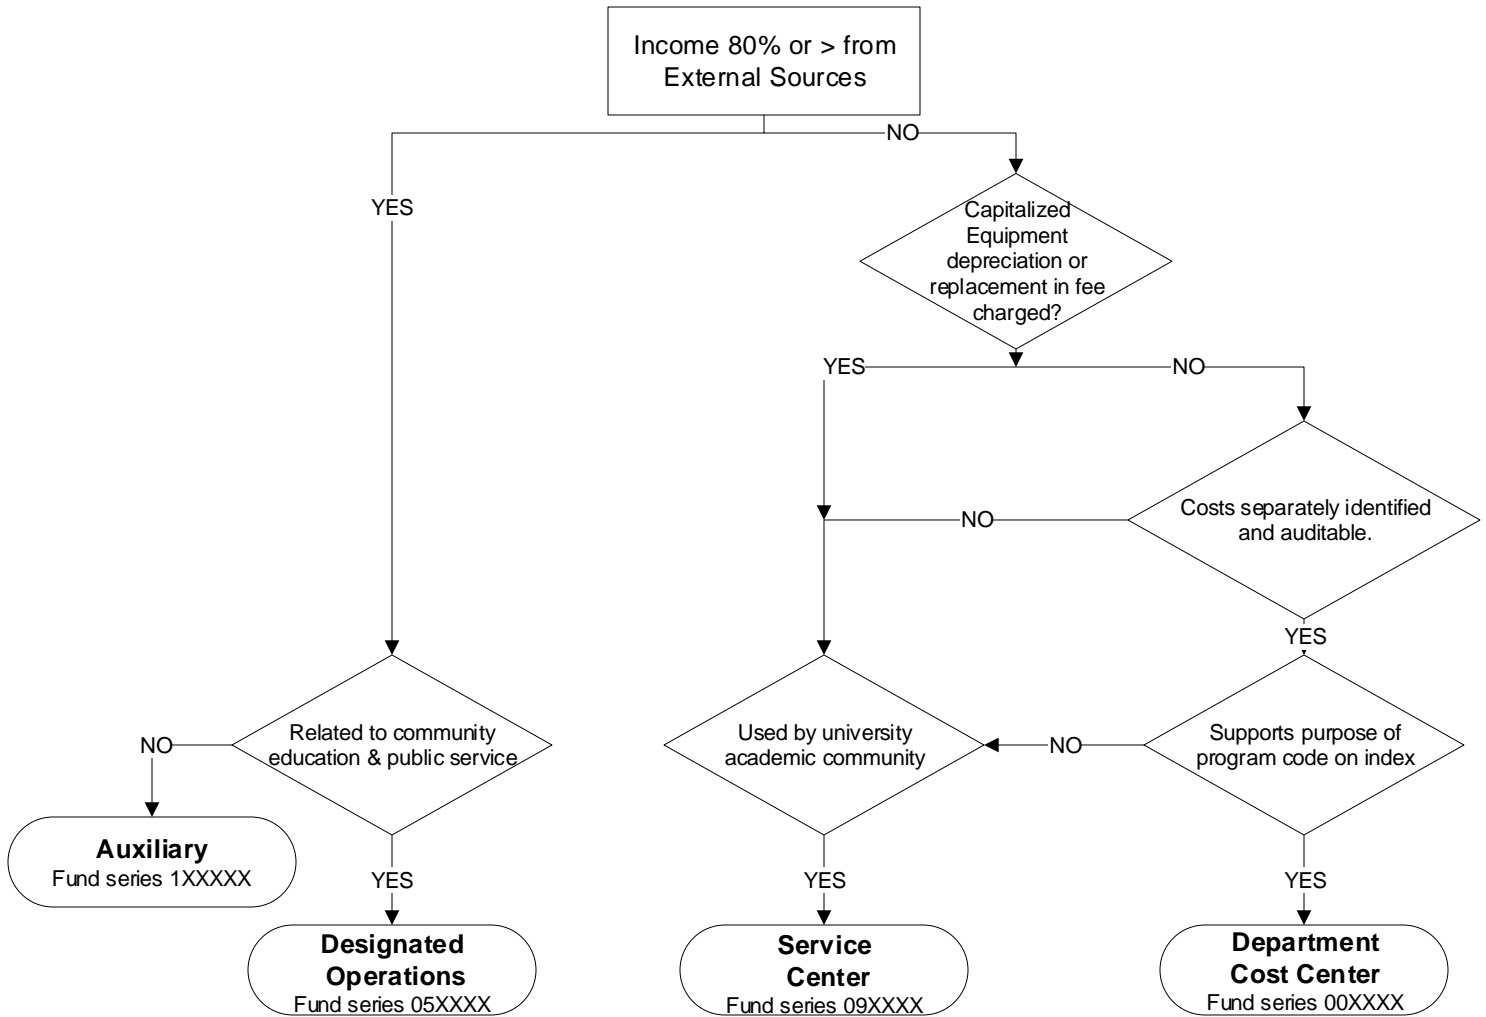 Income 80% or > from
External Sources
NO
YES
Capitalized
Equipment
depreciation or
replacement in fee
charged?
YES
NO
Costs separately identified
and auditable.
NO
YES
Related to community
education & public service
NO
Used by university
academic community
NO
Supports purpose of
program code on index
Auxiliary
Fund series 1XXXXX
YES
YES
YES
Designated
Operations
Fund series 05XXXX
Service
Center
Fund series 09XXXX
Department
Cost Center
Fund series 00XXXX